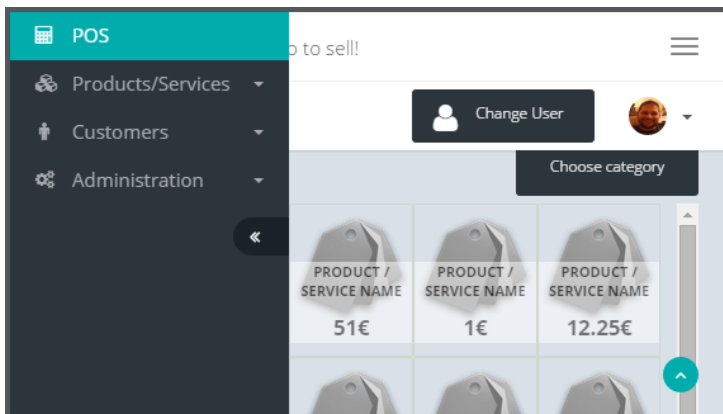 POS
to sell!
Products/Services
Change User
Customers
Choose category
Administration
PRODUCT /
SERVICE NAME
51€
PRODUCT /
SERVICE NAME
1€
PRODUCT /
SERVICE NAME
12.25€